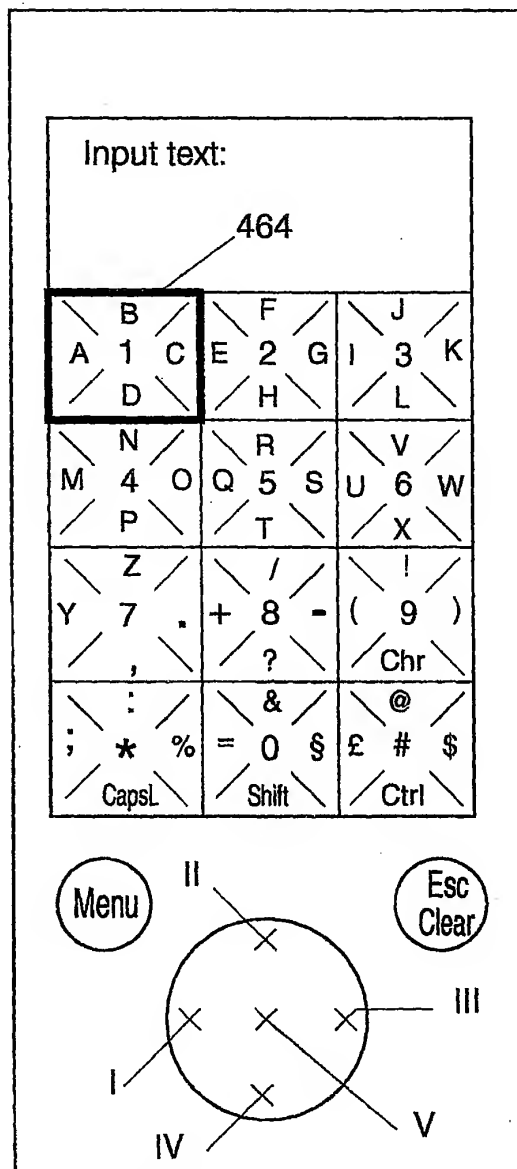 Input text:
464
B F J
A 1 C E 2 G I 3 K
D H L
N R V
M 4 O Q 5 S U 6 W
P T X
Z / !
Y 7 . + 8 - ( 9 )
, ? Chr
: & @
; * % = 0 § £ # $
CapsL Shift Ctrl
Menu II Esc
Clear
III
I
IV V